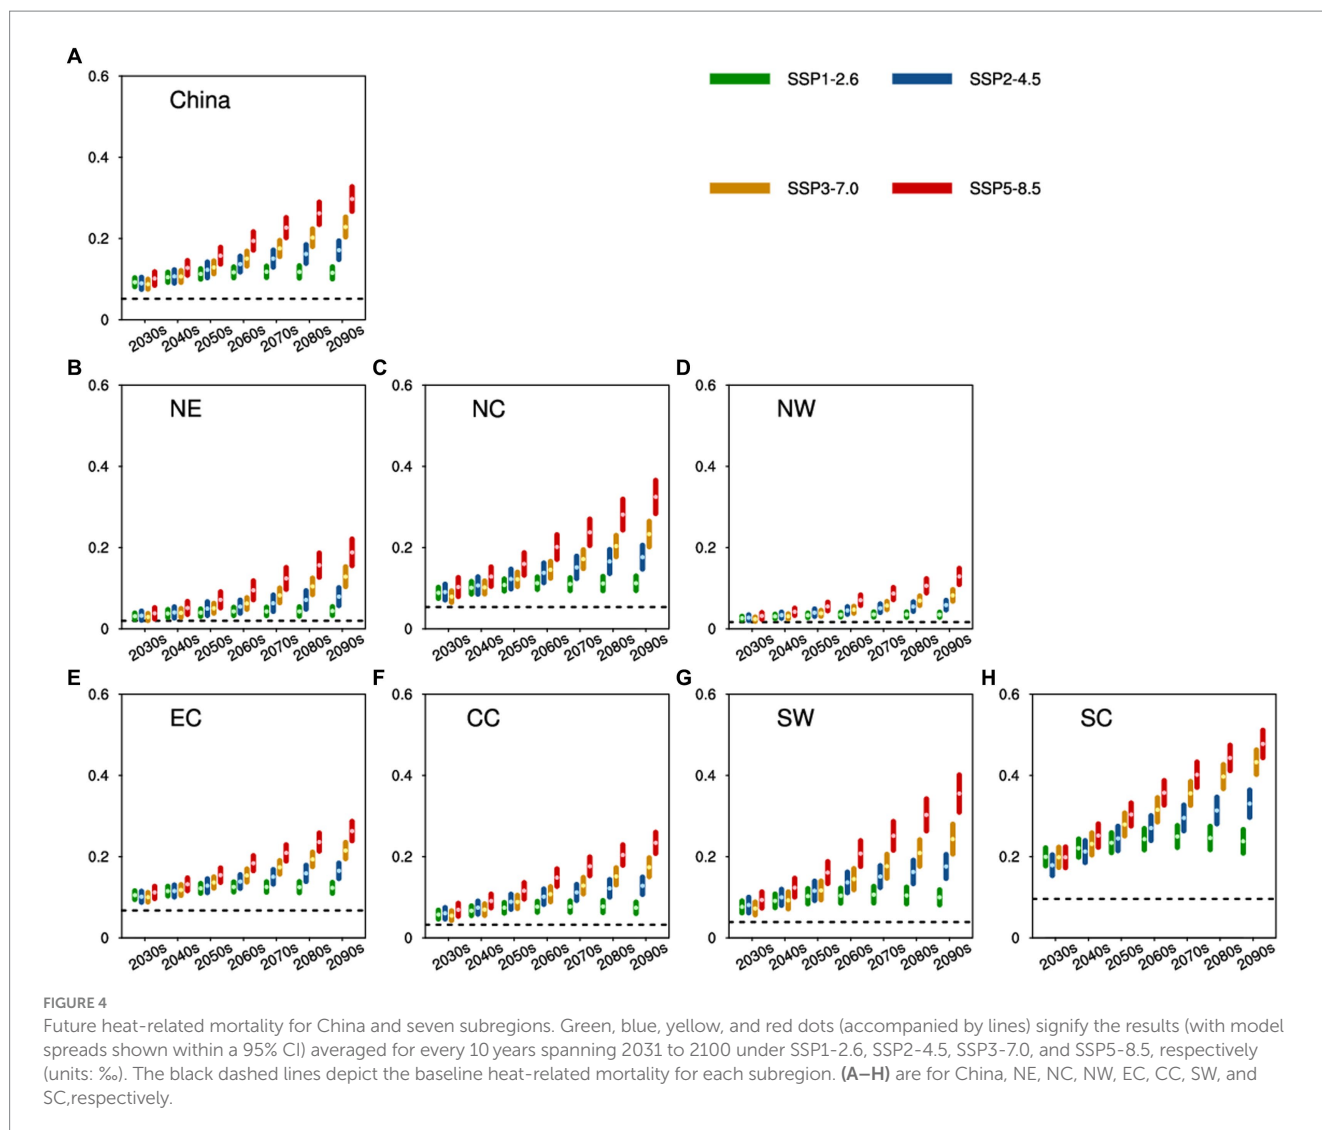 A
0.6
China
SSP1-2.6
SSP2-4.5
0.4
SSP3-7.0
SSP5-8.5
0.2
0
2030s 2040s 2050s 2060s 2070s 2080s 2090s
B
0.6
NE
0.4
0.2
0
2030s 2040s 2050s 2060s 2070s 2080s 2090s
C
0.6
NC
0.4
0.2
0
2030s 2040s 2050s 2060s 2070s 2080s 2090s
D
0.6
NW
0.4
0.2
0
2030s 2040s 2050s 2060s 2070s 2080s 2090s
E
0.6
EC
0.4
0.2
0
2030s 2040s 2050s 2060s 2070s 2080s 2090s
F
0.6
CC
0.4
0.2
0
2030s 2040s 2050s 2060s 2070s 2080s 2090s
G
0.6
SW
0.4
0.2
0
2030s 2040s 2050s 2060s 2070s 2080s 2090s
H
0.6
SC
0.4
0.2
0
2030s 2040s 2050s 2060s 2070s 2080s 2090s
FIGURE 4
Future heat-related mortality for China and seven subregions. Green, blue, yellow, and red dots (accompanied by lines) signify the results (with model
spreads shown within a 95% CI) averaged for every 10 years spanning 2031 to 2100 under SSP1-2.6, SSP2-4.5, SSP3-7.0, and SSP5-8.5, respectively
(units: ‰). The black dashed lines depict the baseline heat-related mortality for each subregion. (A–H) are for China, NE, NC, NW, EC, CC, SW, and
SC,respectively.